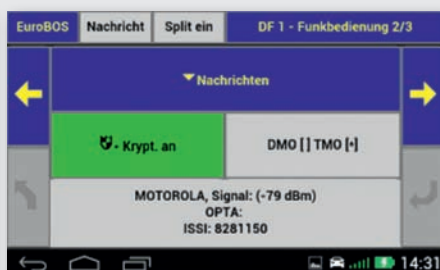 EuroBOS Nachricht Split ein DF 1 - Funkbedienung 2/3
Nachrichten
- Krypt. an DMO [ ] TMO [•]
MOTOROLA, Signal: (-79 dBm)
OPTA:
ISSI: 8281150
14:31